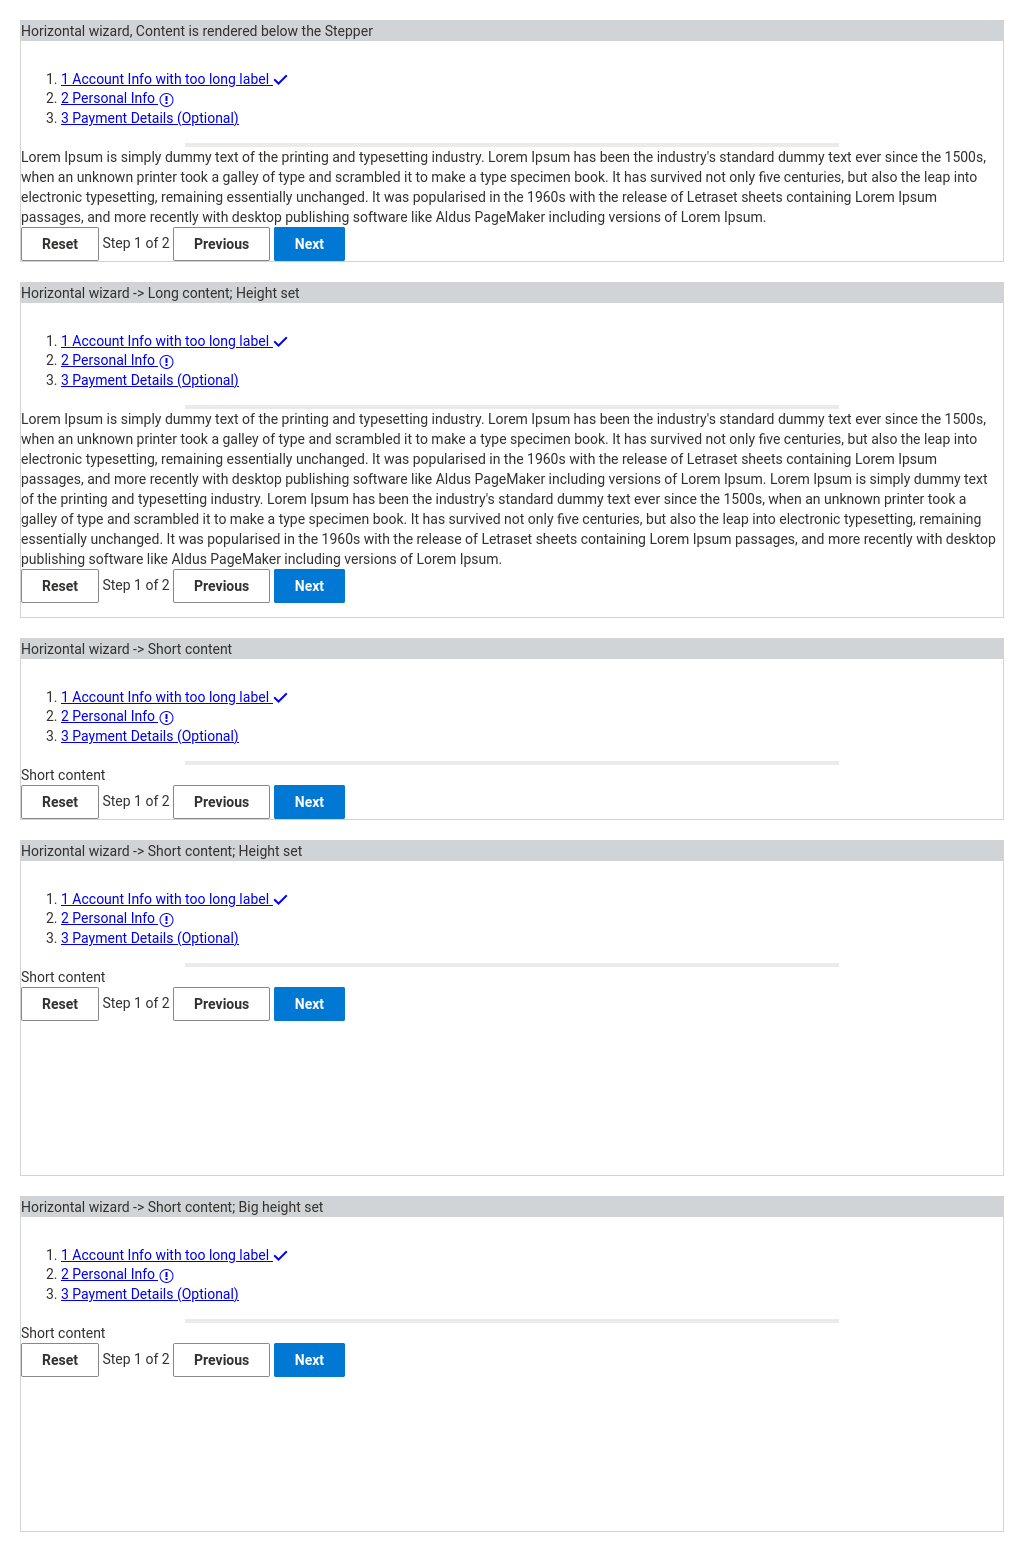 Horizontal wizard, Content is rendered below the Stepper
1. 1 Account Info with too long label
2. 2 Personal Info
3. 3 Payment Details (Optional)
Lorem Ipsum is simply dummy text of the printing and typesetting industry. Lorem Ipsum has been the industry's standard dummy text ever since the 1500s,
when an unknown printer took a galley of type and scrambled it to make a type specimen book. It has survived not only five centuries, but also the leap into
electronic typesetting, remaining essentially unchanged. It was popularised in the 1960s with the release of Letraset sheets containing Lorem Ipsum
passages, and more recently with desktop publishing software like Aldus PageMaker including versions of Lorem Ipsum.
Reset Step 1 of 2 Previous Next
Horizontal wizard -> Long content; Height set
1. 1 Account Info with too long label
2. 2 Personal Info
3. 3 Payment Details (Optional)
Lorem Ipsum is simply dummy text of the printing and typesetting industry. Lorem Ipsum has been the industry's standard dummy text ever since the 1500s,
when an unknown printer took a galley of type and scrambled it to make a type specimen book. It has survived not only five centuries, but also the leap into
electronic typesetting, remaining essentially unchanged. It was popularised in the 1960s with the release of Letraset sheets containing Lorem Ipsum
passages, and more recently with desktop publishing software like Aldus PageMaker including versions of Lorem Ipsum. Lorem Ipsum is simply dummy text
of the printing and typesetting industry. Lorem Ipsum has been the industry's standard dummy text ever since the 1500s, when an unknown printer took a
galley of type and scrambled it to make a type specimen book. It has survived not only five centuries, but also the leap into electronic typesetting, remaining
essentially unchanged. It was popularised in the 1960s with the release of Letraset sheets containing Lorem Ipsum passages, and more recently with desktop
publishing software like Aldus PageMaker including versions of Lorem Ipsum.
Reset Step 1 of 2 Previous Next
Horizontal wizard -> Short content
1. 1 Account Info with too long label
2. 2 Personal Info
3. 3 Payment Details (Optional)
Short content
Reset Step 1 of 2 Previous Next
Horizontal wizard -> Short content; Height set
1. 1 Account Info with too long label
2. 2 Personal Info
3. 3 Payment Details (Optional)
Short content
Reset Step 1 of 2 Previous Next
Horizontal wizard -> Short content; Big height set
1. 1 Account Info with too long label
2. 2 Personal Info
3. 3 Payment Details (Optional)
Short content
Reset Step 1 of 2 Previous Next